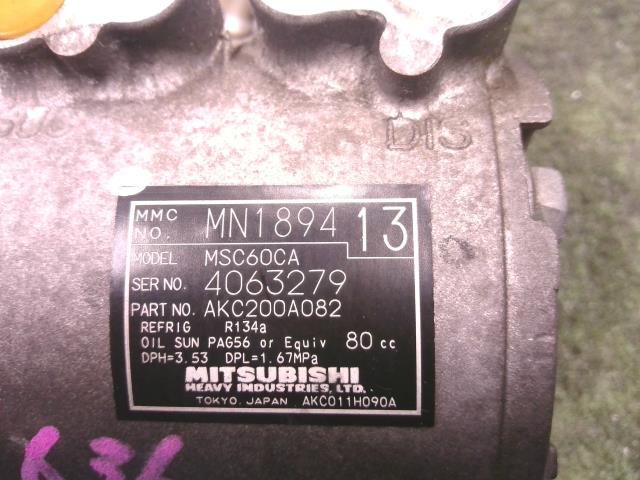 DIS
MMC NO. MN1894 13
MODEL MSC60CA
SER NO. 4063279
PART NO. AKC200A082
REFRIG R134a
OIL SUN PAG56 or Equiv 80 cc
DPH=3.53 DPL=1.67MPa
MITSUBISHI
HEAVY INDUSTRIES, LTD.
TOKYO, JAPAN AKC011H090A